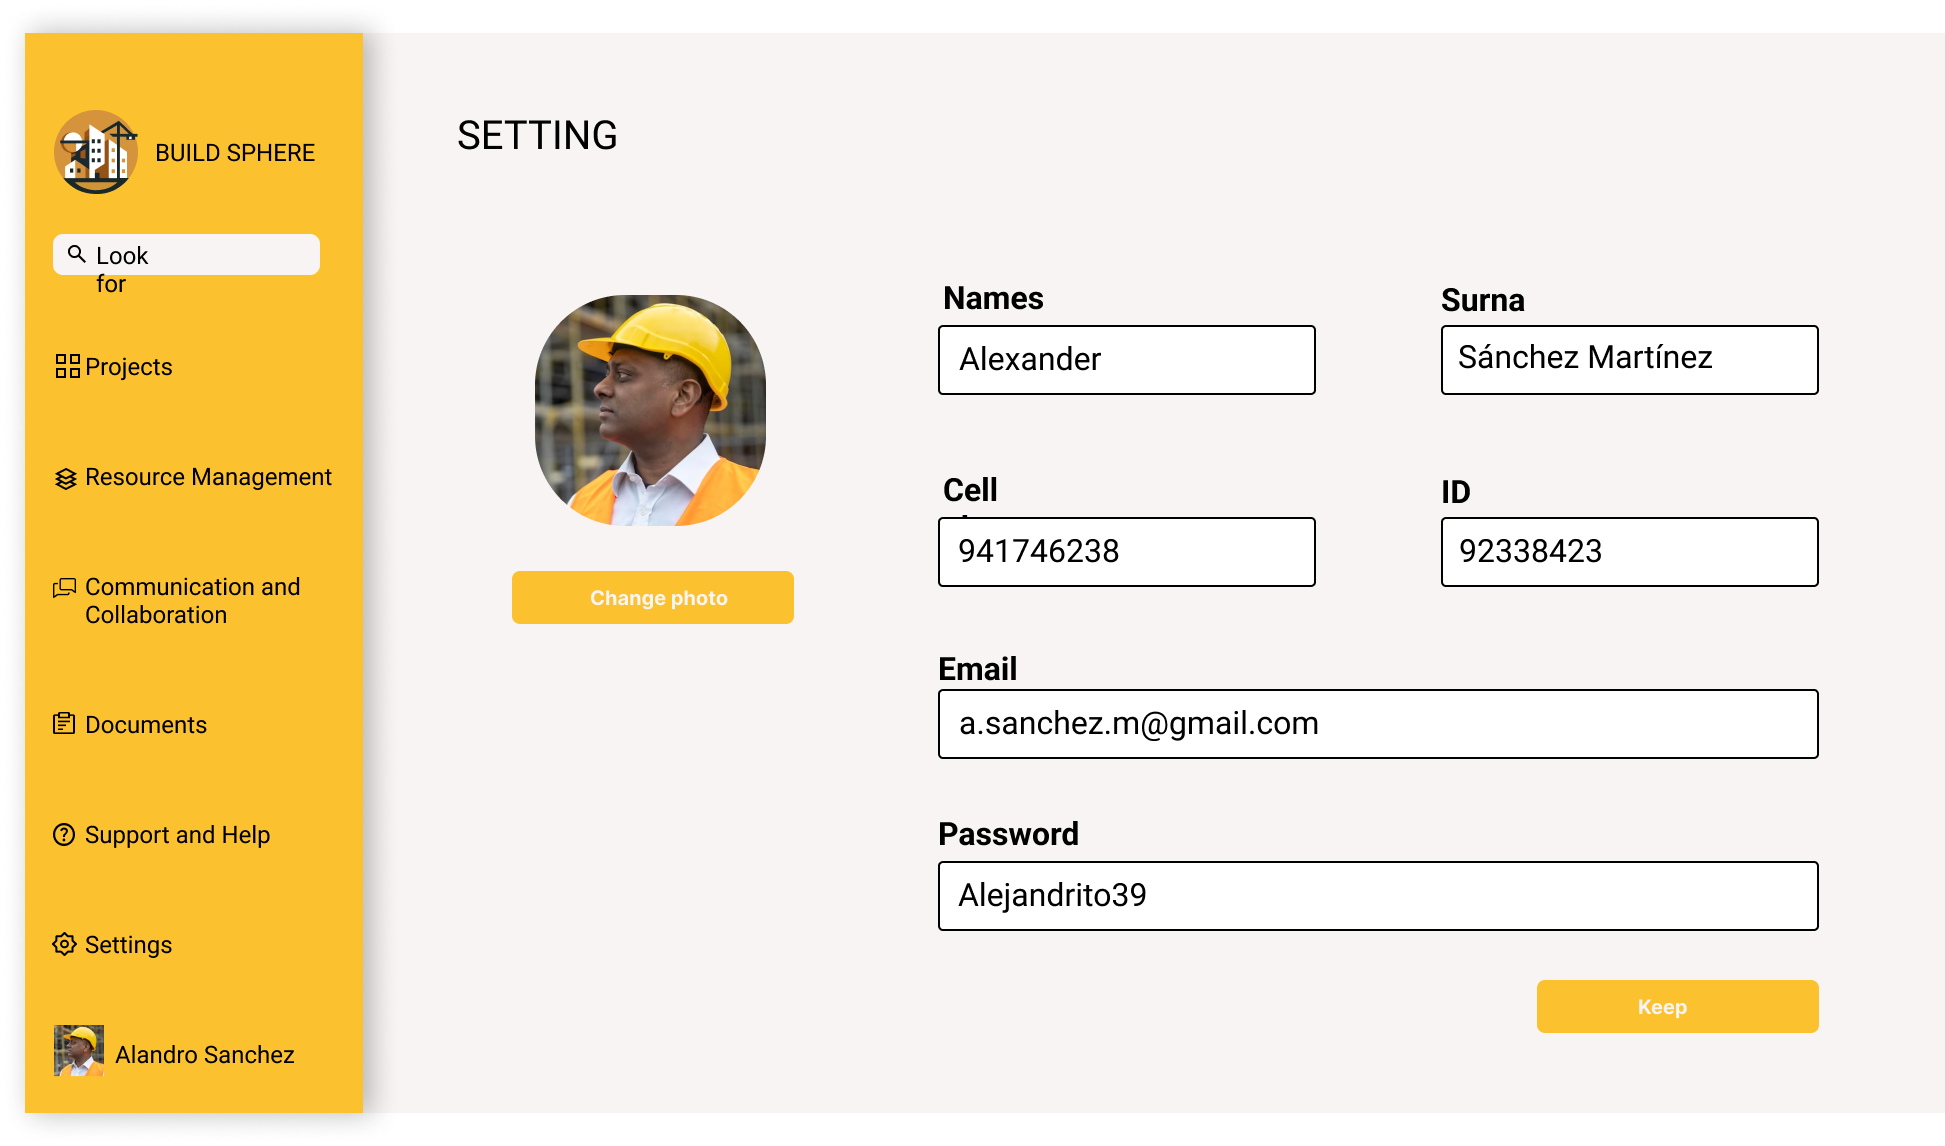 BUILD SPHERE
Look
for
Projects
Resource Management
Communication and
Collaboration
Documents
Support and Help
Settings
Alandro Sanchez
SETTING
Change photo
Names
Alexander
Surna
Sánchez Martínez
Cell
941746238
ID
92338423
Email
a.sanchez.m@gmail.com
Password
Alejandrito39
Keep